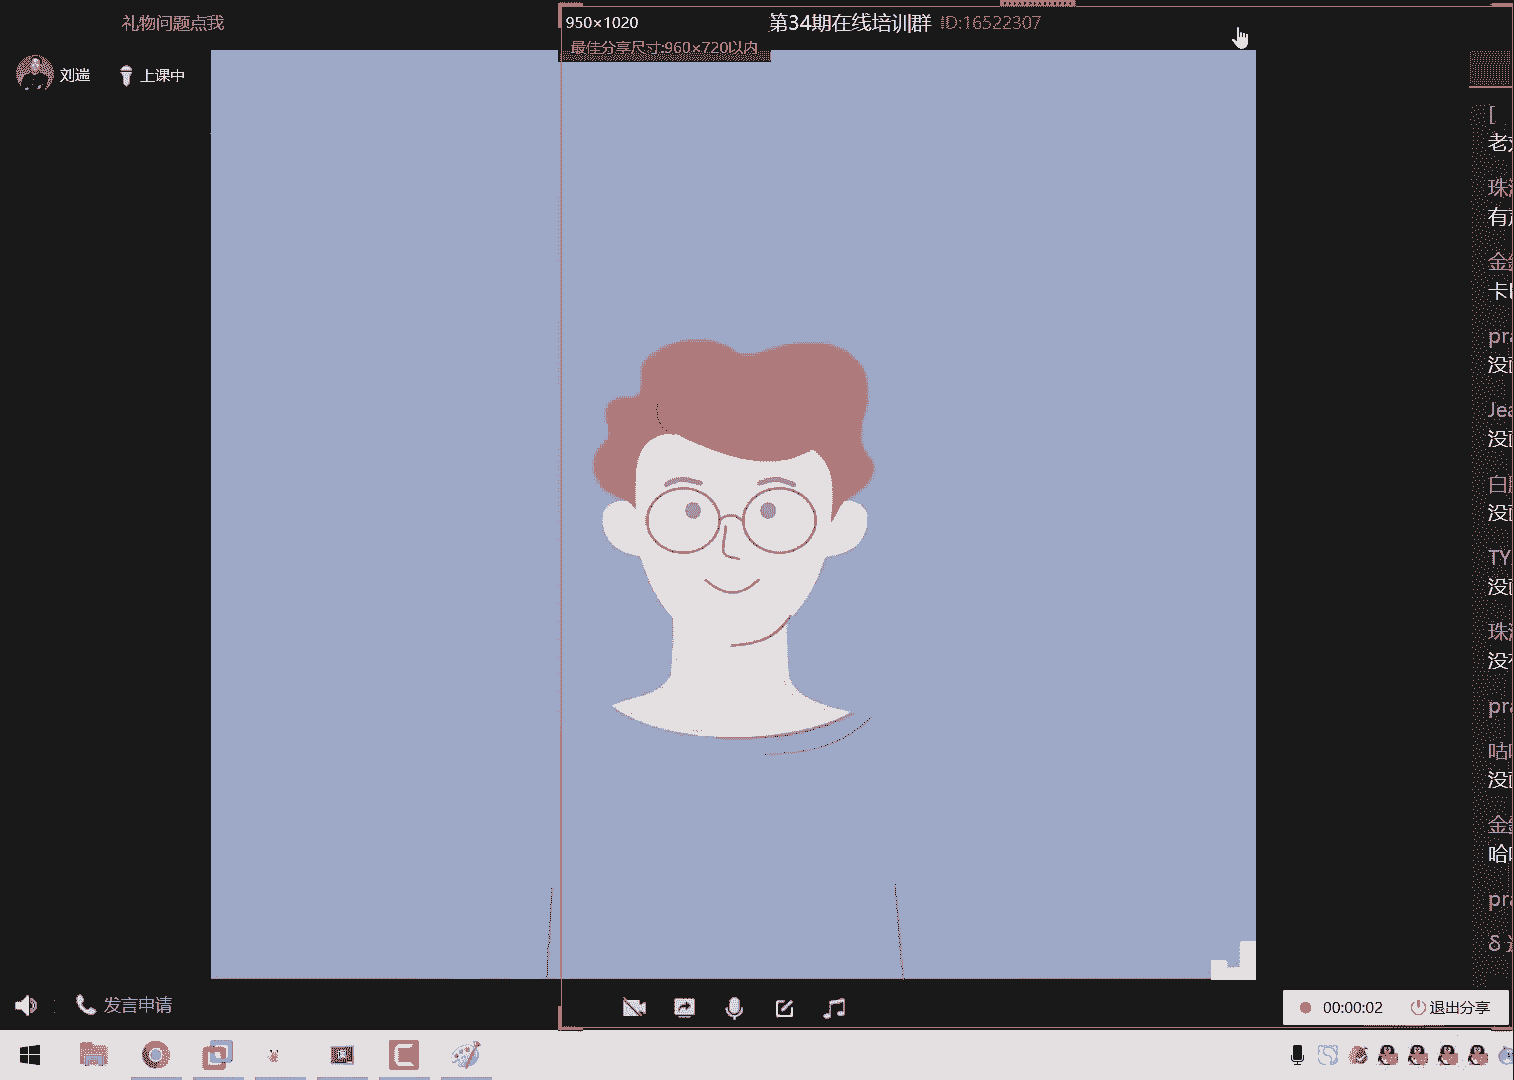 礼物问题点我
950×1020
第34期在线培训群 ID:16522307
最佳分享尺寸:960×720以内
刘遄
上课中
[
老
珠
有
金
卡
pr
没
Jea
没
白
没
TY
没
珠
没
pr
咕
没
金
哈
pr
δ
发言申请
00:00:02
退出分享